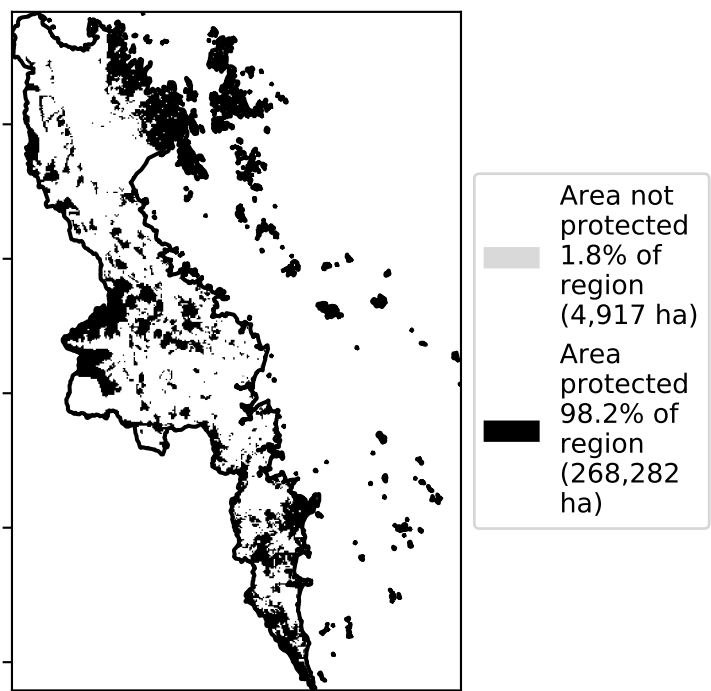 Area not
protected
1.8% of
region
(4,917 ha)
Area
protected
98.2% of
region
(268,282
ha)